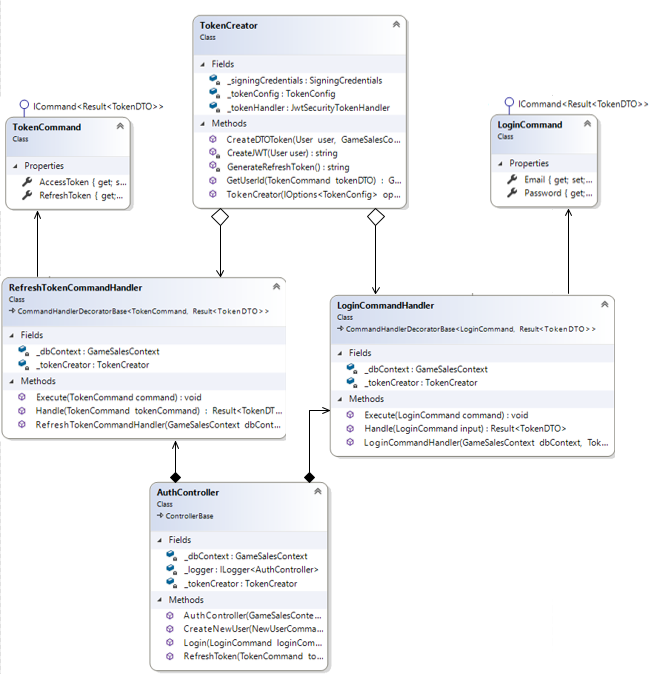 TokenCreator
Class
Fields
_signingCredentials : SigningCredentials
_tokenConfig : TokenConfig
_tokenHandler : JwtSecurityTokenHandler
Methods
CreateDTOToken(User user, GameSalesCo...
CreateJWT(User user) : string
GenerateRefreshToken() : string
GetUserId(TokenCommand tokenDTO) : G...
TokenCreator(IOptions<TokenConfig> op...
ICommand<Result<TokenDTO>>
TokenCommand
Class
Properties
AccessToken { get; s...
RefreshToken { get;...
ICommand<Result<TokenDTO>>
LoginCommand
Class
Properties
Email { get; set;...
Password { get;...
RefreshTokenCommandHandler
Class
CommandHandlerDecoratorBase<TokenCommand, Result<TokenDTO>>
Fields
_dbContext : GameSalesContext
_tokenCreator : TokenCreator
Methods
Execute(TokenCommand command) : void
Handle(TokenCommand tokenCommand) : Result<TokenDT...
RefreshTokenCommandHandler(GameSalesContext dbCont...
LoginCommandHandler
Class
CommandHandlerDecoratorBase<LoginCommand, Result<TokenDTO>>
Fields
_dbContext : GameSalesContext
_tokenCreator : TokenCreator
Methods
Execute(LoginCommand command) : void
Handle(LoginCommand input) : Result<TokenDTO>
LoginCommandHandler(GameSalesContext dbContext, Tok...
AuthController
Class
ControllerBase
Fields
_dbContext : GameSalesContext
_logger : ILogger<AuthController>
_tokenCreator : TokenCreator
Methods
AuthController(GameSalesConte...
CreateNewUser(NewUserComma...
Login(LoginCommand loginCom...
RefreshToken(TokenCommand to...